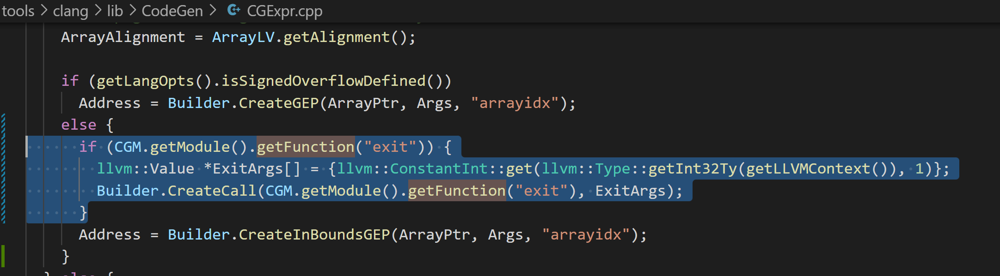 tools > clang > lib > CodeGen > CGExpr.cpp
ArrayAlignment = ArrayLV.getAlignment();
if (getLangOpts().isSignedOverflowDefined())
Address = Builder.CreateGEP(ArrayPtr, Args, "arrayidx");
else {
if (CGM.getModule().getFunction("exit")) {
llvm::Value *ExitArgs[] = {llvm::ConstantInt::get(llvm::Type::getInt32Ty(getLLVMContext()), 1)};
Builder.CreateCall(CGM.getModule().getFunction("exit"), ExitArgs);
}
Address = Builder.CreateInBoundsGEP(ArrayPtr, Args, "arrayidx");
}
} else {